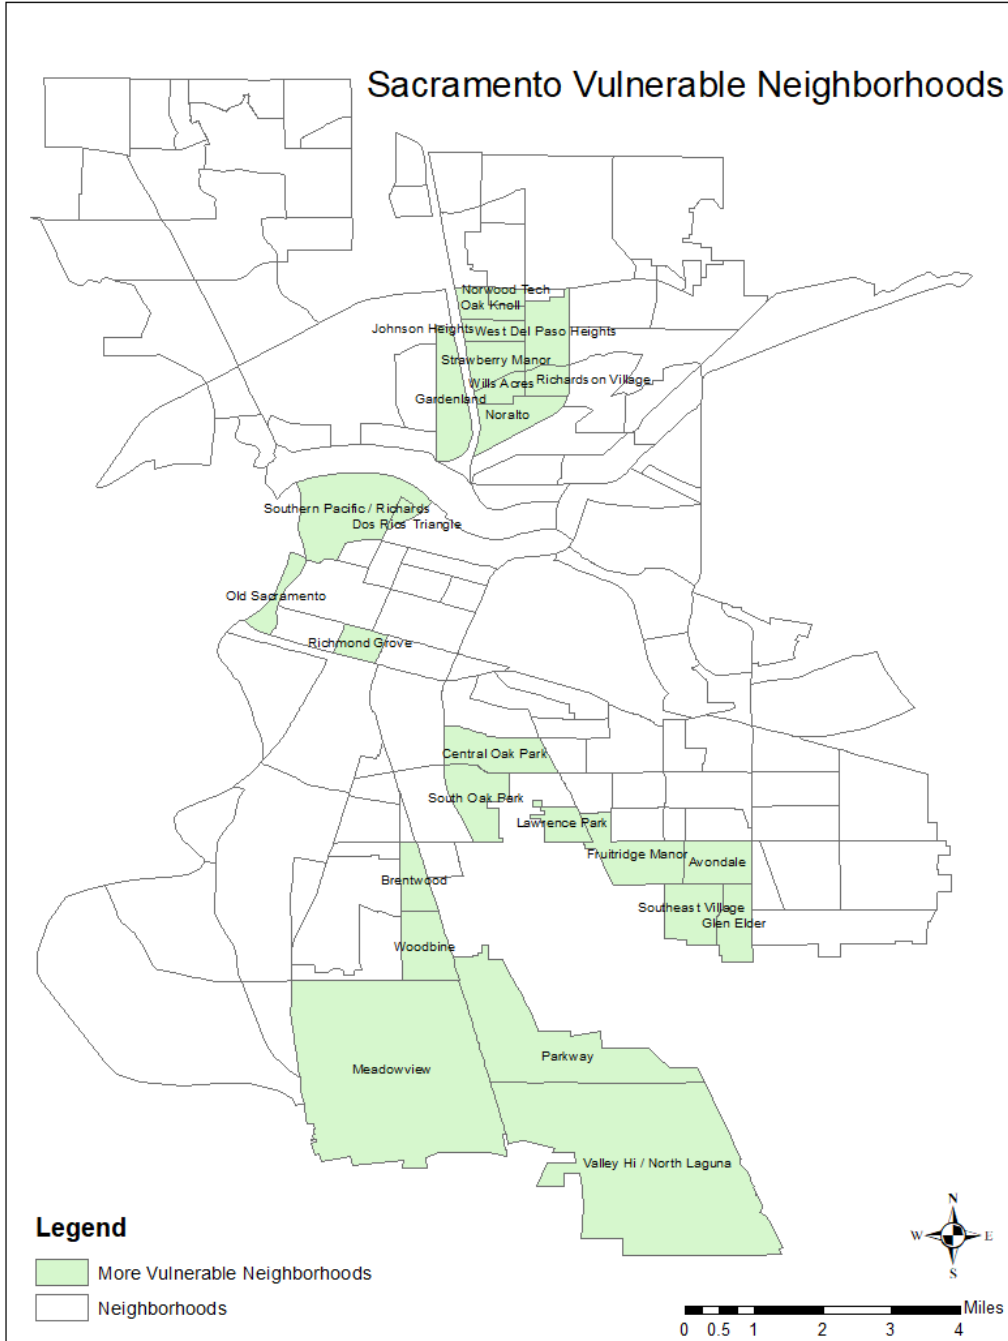 Sacramento Vulnerable Neighborhoods
Norwood Tech
Oak Knoll
Johnson Heights
West Del Paso Heights
Strawberry Manor
Wills Acres
Richardson Village
Gardenland
Noralto
Southern Pacific / Richards
Dos Rios Triangle
Old Sacramento
Richmond Grove
Central Oak Park
South Oak Park
Lawrence Park
Fruitridge Manor
Avondale
Brentwood
Southeast Village
Glen Elder
Woodbine
Parkway
Meadowview
Valley Hi / North Laguna
Legend
More Vulnerable Neighborhoods
Neighborhoods
N
W
E
S
Miles
0 0.5 1 2 3 4